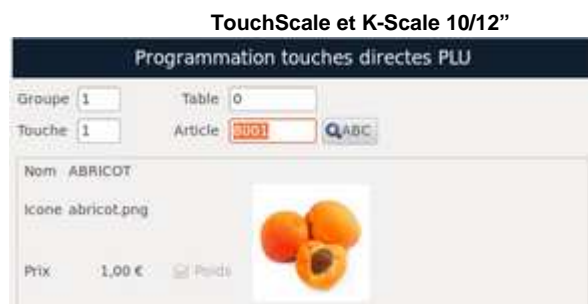 TouchScale et K-Scale 10/12”
Programmation touches directes PLU
Groupe 1 Table 0
Touche 1 Article 8001 ABC
Nom ABRICOT
Icone abricot.png
Prix 1,00 € Poids